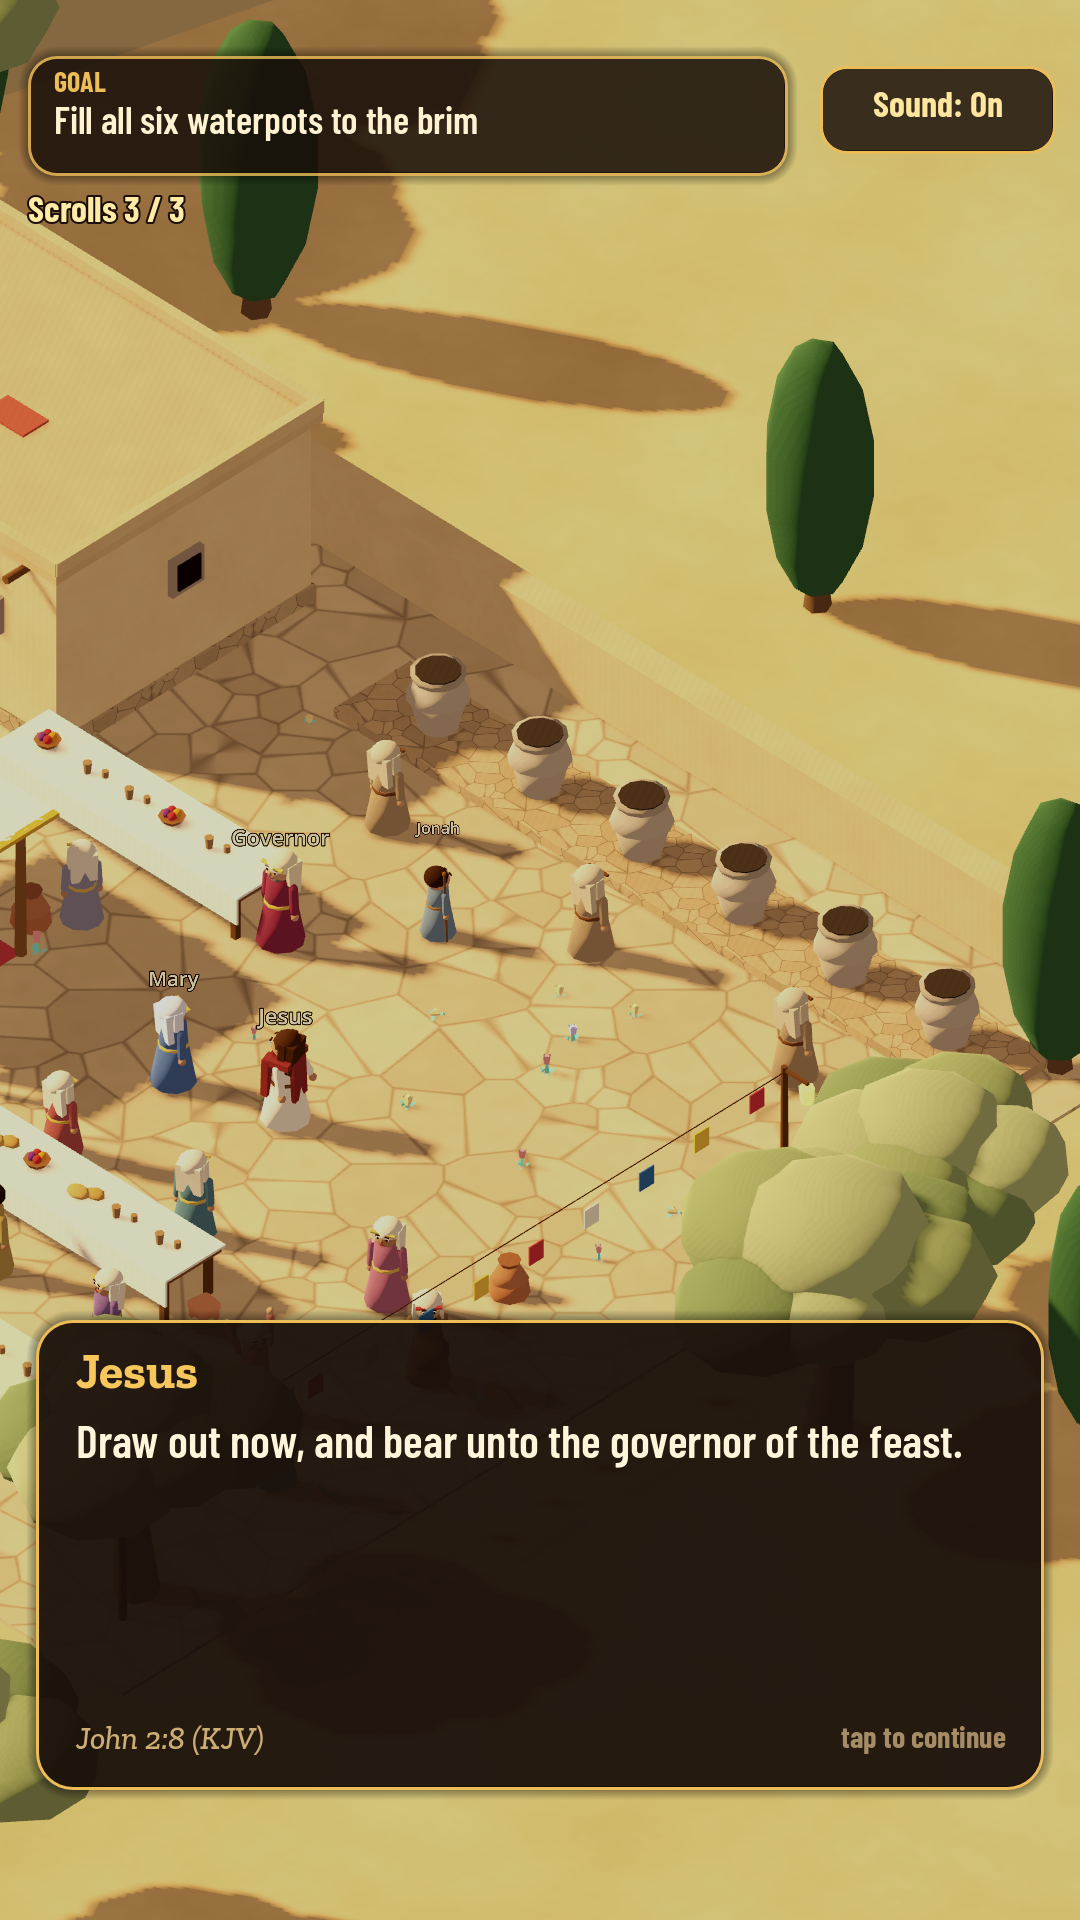 GOAL
Fill all six waterpots to the brim
Sound: On
Scrolls 3 / 3
Governor
Jonah
Mary
Jesus
Jesus
Draw out now, and bear unto the governor of the feast.
John 2:8 (KJV)
tap to continue